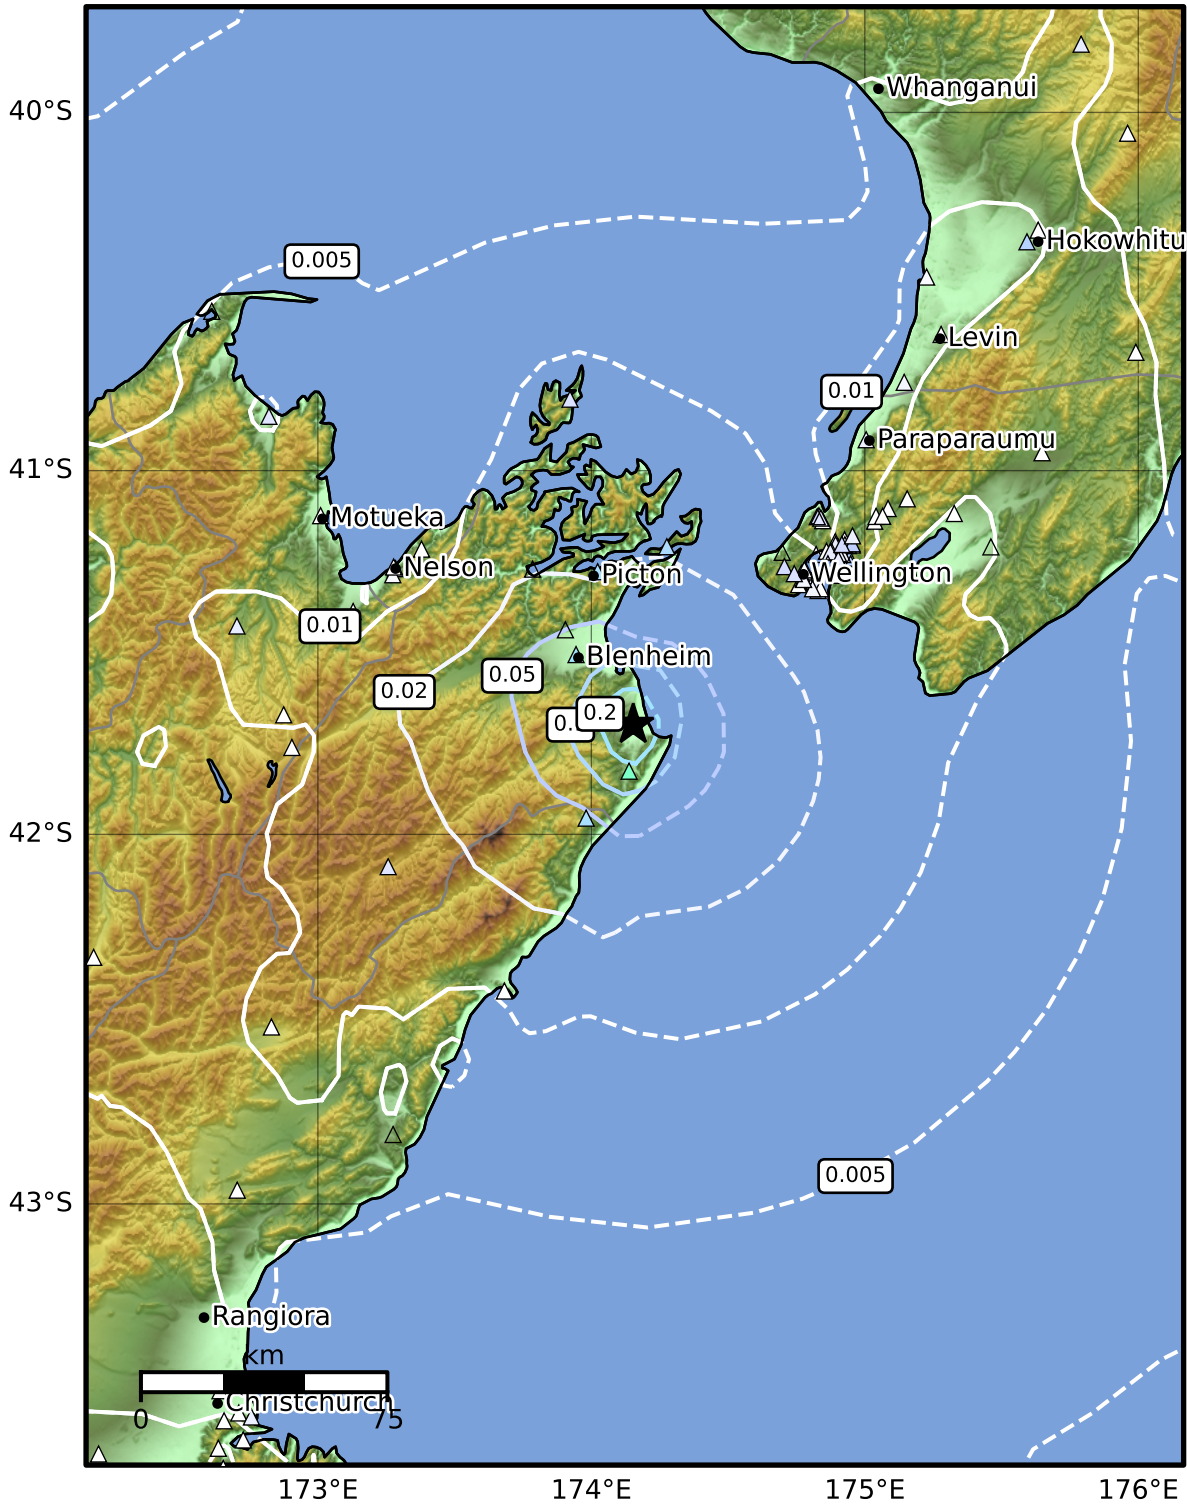 Whanganui
40°S
Hokowhitu
0.005
Levin
0.01
Paraparaumu
41°S
Motueka
Nelson
Picton
Wellington
0.01
Blenheim
0.05
0.02
0.2
0.
42°S
0.005
43°S
Rangiora
km
Christchurch
0
75
173°E
174°E
175°E
176°E